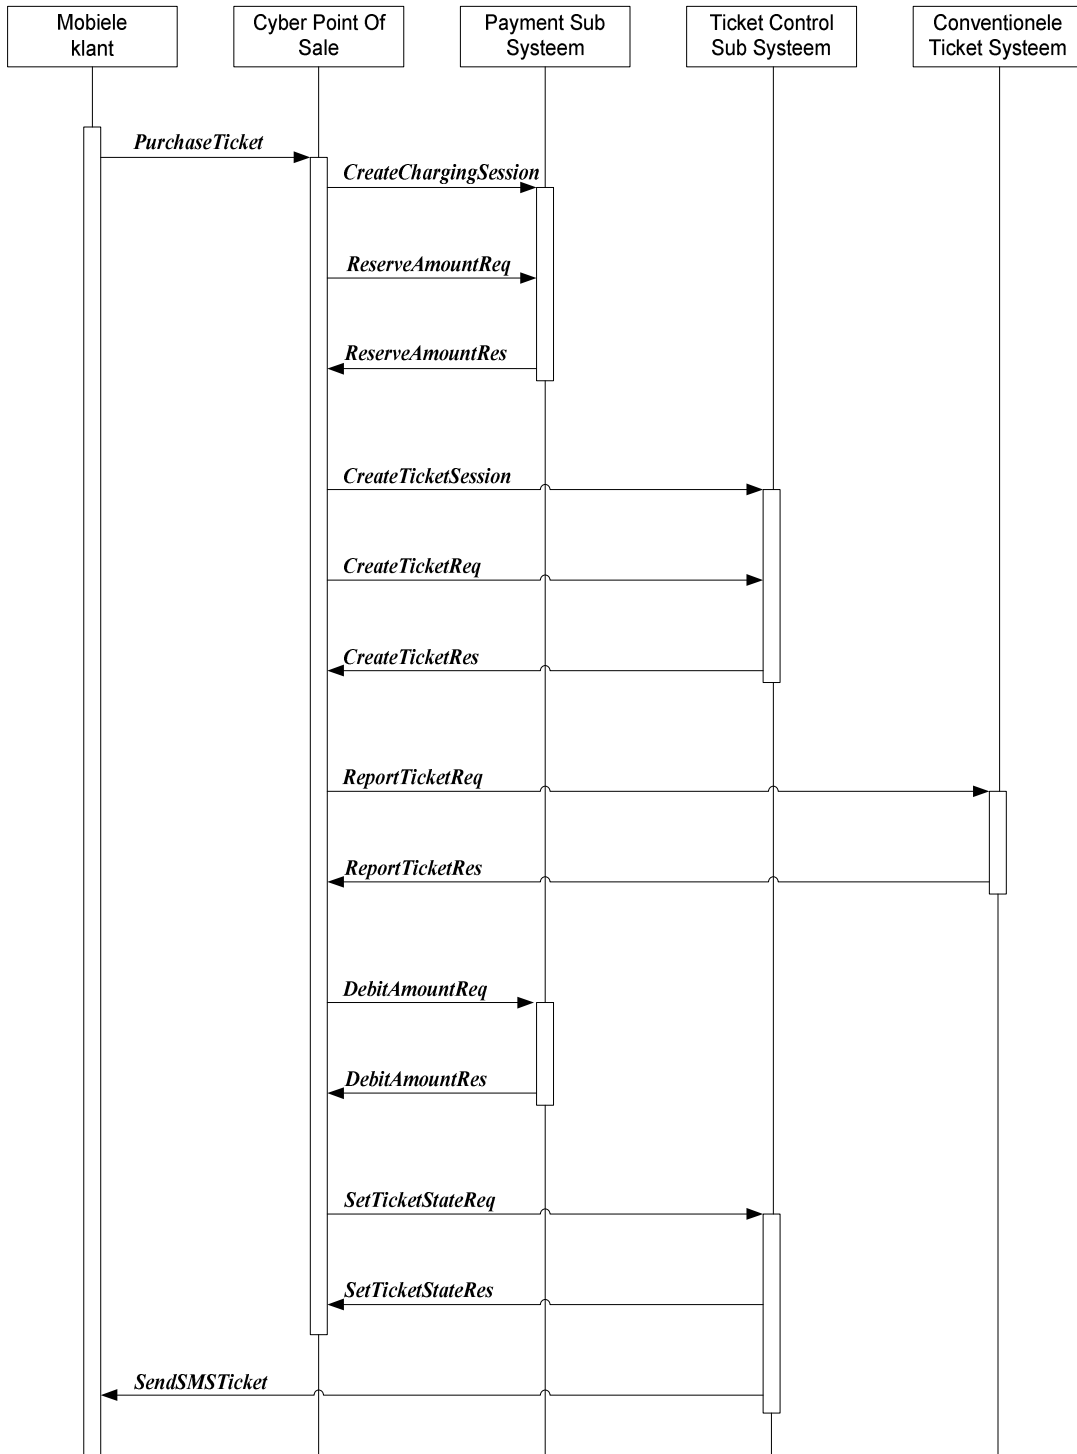 Mobiele
klant
Cyber Point Of
Sale
Payment Sub
Systeem
Ticket Control
Sub Systeem
Conventionele
Ticket Systeem
PurchaseTicket
CreateChargingSession
ReserveAmountReq
ReserveAmountRes
CreateTicketSession
CreateTicketReq
CreateTicketRes
ReportTicketReq
ReportTicketRes
DebitAmountReq
DebitAmountRes
SetTicketStateReq
SetTicketStateRes
SendSMSTicket